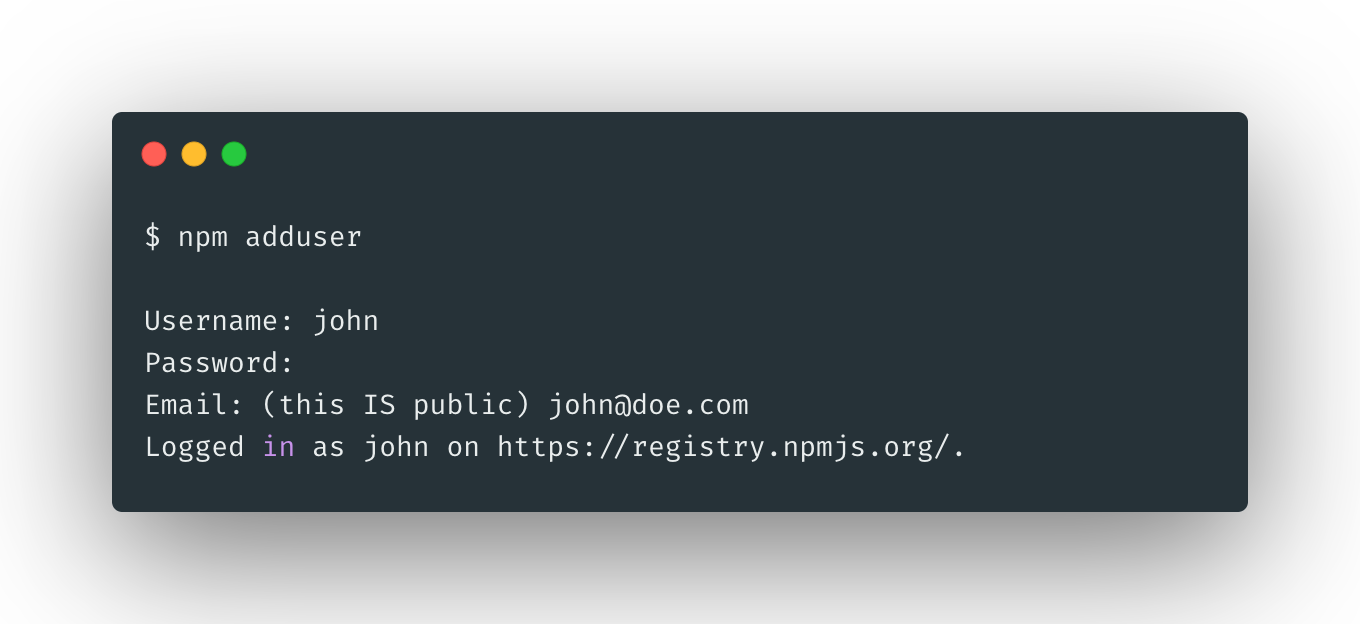 $ npm adduser
Username: john
Password:
Email: (this IS public) john@doe.com
Logged in as john on https://registry.npmjs.org/.